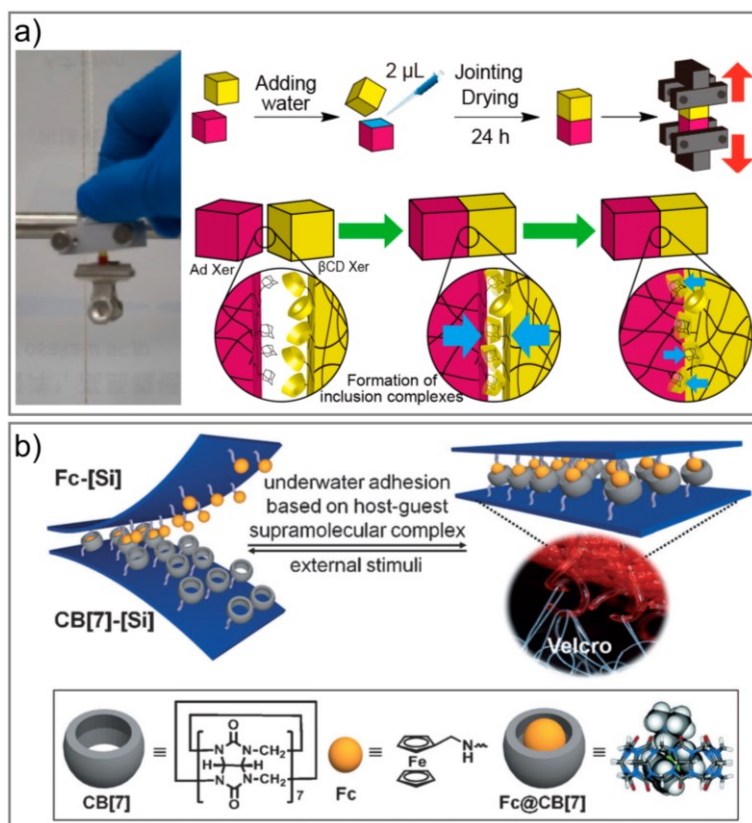 a)
Adding
water
2 µL
Jointing
Drying
24 h
Ad Xer
βCD Xer
Formation of
inclusion complexes
b)
Fc-[Si]
CB[7]-[Si]
underwater adhesion
based on host-guest
supramolecular complex
external stimuli
Velcro
CB[7]
≡
O
N N-CH₂
H H
N N-CH₂
O
7
Fc
≡
Fe
N
H
Fc@CB[7]
≡